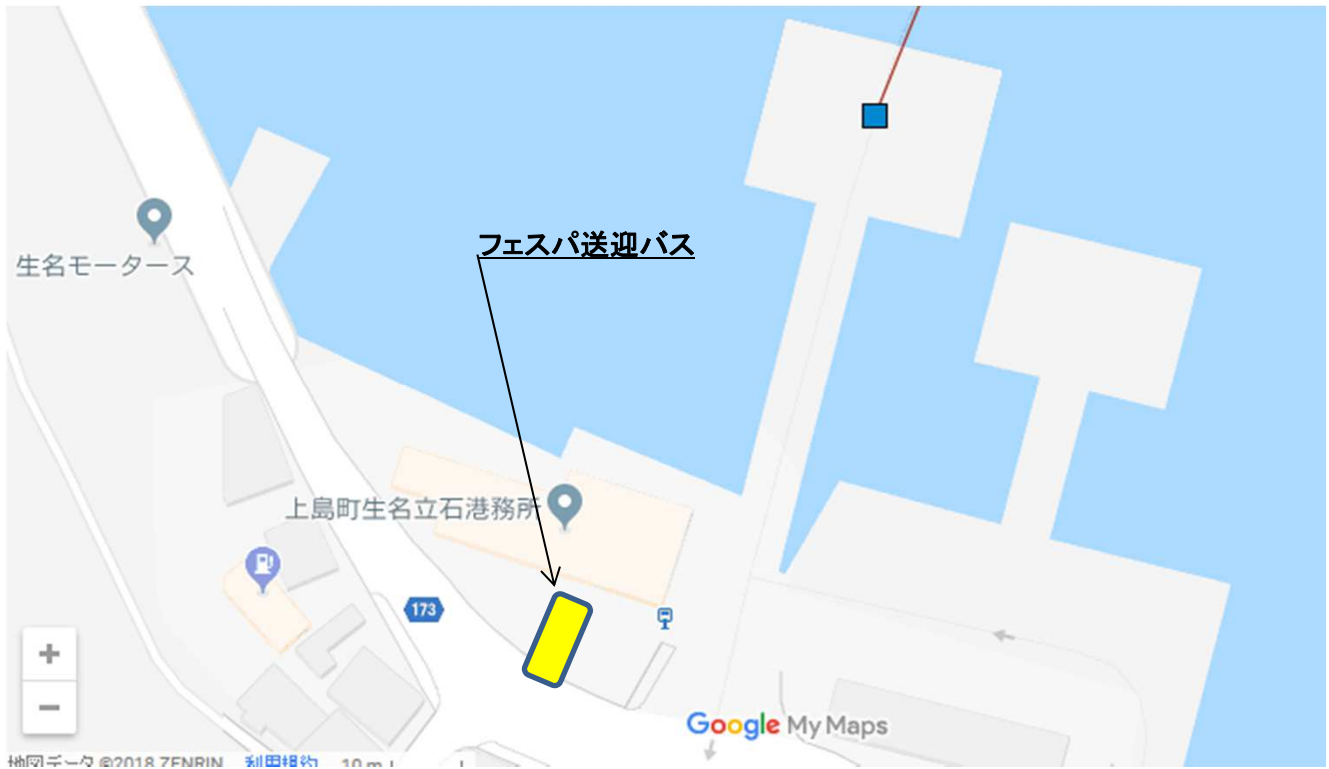 フェスパ送迎バス
生名モータース
上島町生名立石港務所
173
+
−
Google My Maps
地図データ ©2018 ZENRIN 利用規約 10 m